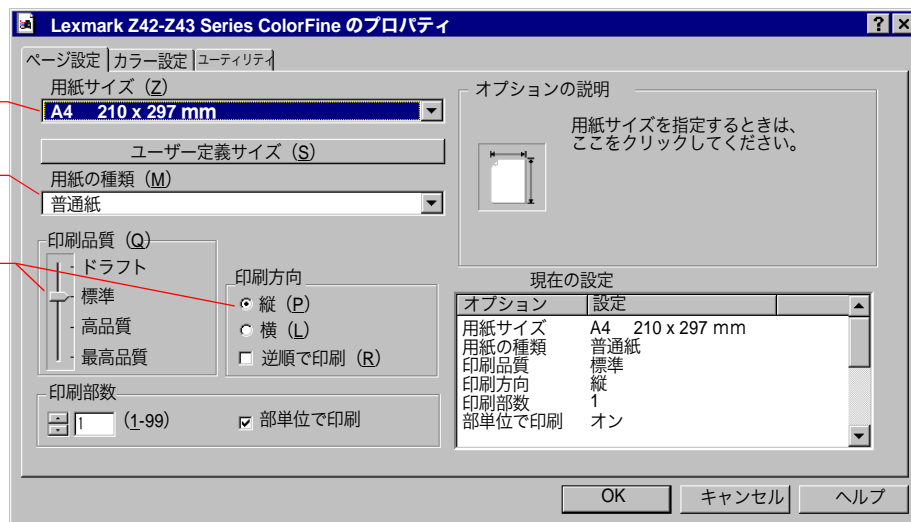 Lexmark Z42-Z43 Series ColorFine のプロパティ
ページ設定 カラー設定 ユーティリティ
用紙サイズ (Z)
A4 210 x 297 mm
ユーザー定義サイズ (S)
用紙の種類 (M)
普通紙
印刷品質 (Q)
ドラフト
標準
高品質
最高品質
印刷方向
縦 (P)
横 (L)
逆順で印刷 (R)
印刷部数
1 (1-99)
部単位で印刷
オプションの説明
用紙サイズを指定するときは、
ここをクリックしてください。
現在の設定
オプション 設定
用紙サイズ A4 210 x 297 mm
用紙の種類 普通紙
印刷品質 標準
印刷方向 縦
印刷部数 1
部単位で印刷 オン
OK キャンセル ヘルプ